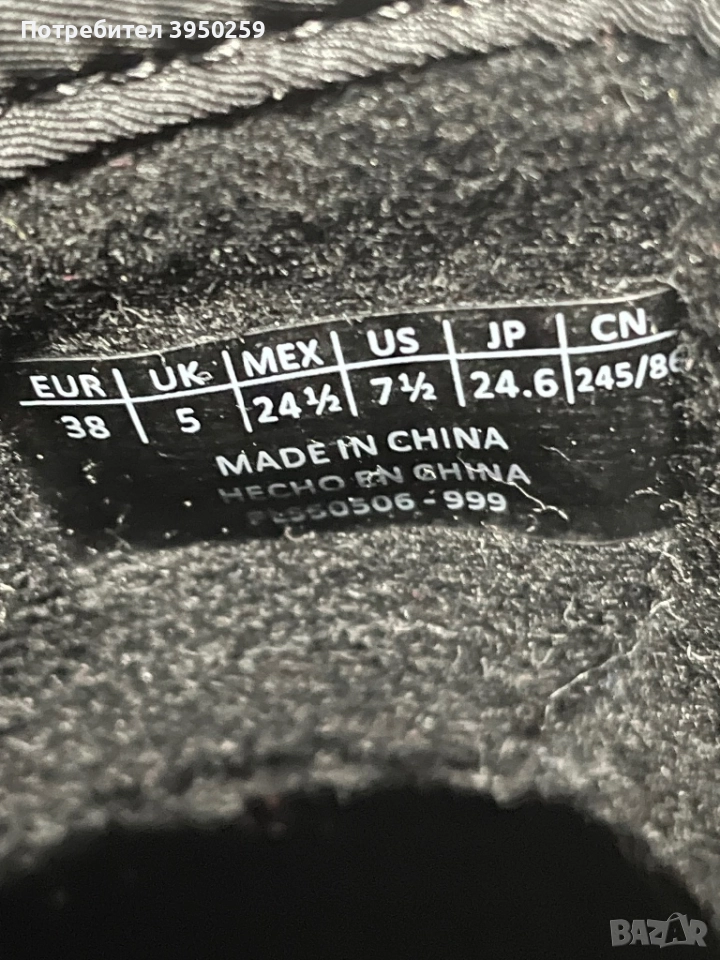 Потребител 3950259
EUR UK MEX US JP CN.
38 5 24½ 7½ 24.6 245/86
MADE IN CHINA
HECHO EN CHINA
- 999
BAZAR